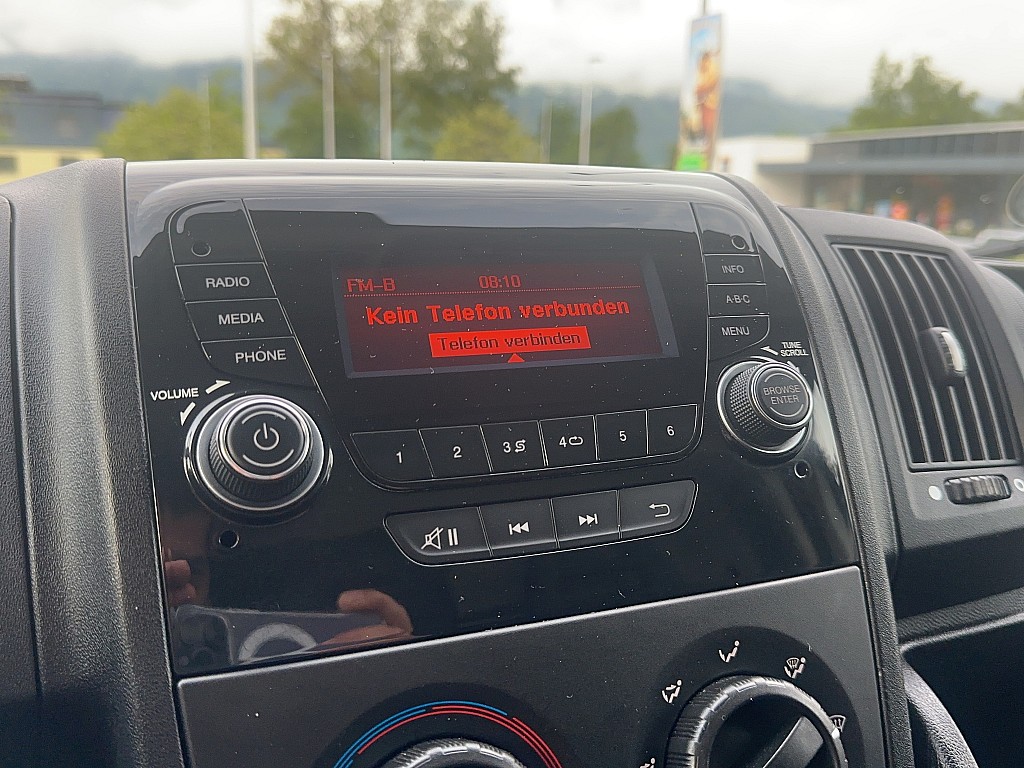 RADIO
MEDIA
PHONE
VOLUME
FM-B 08:10
Kein Telefon verbunden
Telefon verbinden
INFO
A-B-C
MENU
TUNE
SCROLL
BROWSE
ENTER
1 2 3 4 5 6